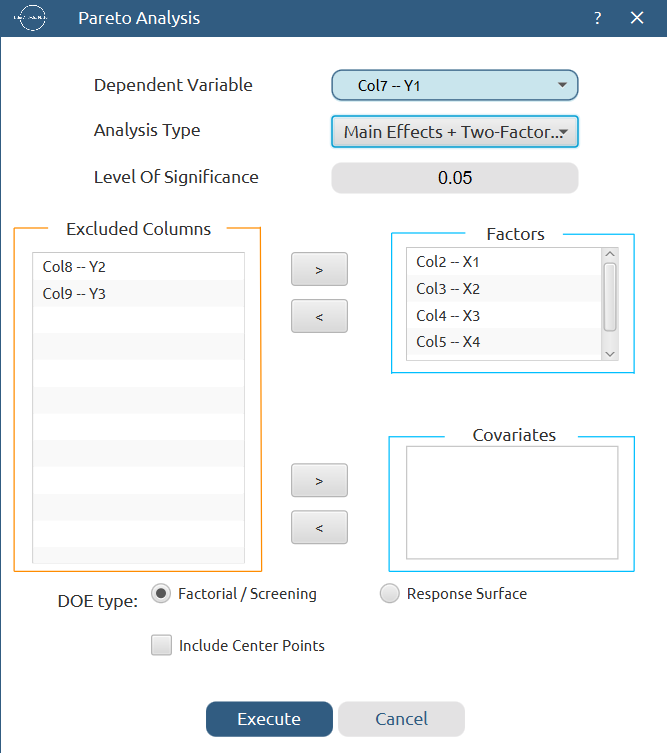 Pareto Analysis ? ×
Dependent Variable Col7 -- Y1
Analysis Type Main Effects + Two-Factor...
Level Of Significance 0.05
Excluded Columns
Col8 -- Y2
Col9 -- Y3
>
<
Factors
Col2 -- X1
Col3 -- X2
Col4 -- X3
Col5 -- X4
>
<
Covariates
DOE type: Factorial / Screening Response Surface
Include Center Points
Execute Cancel